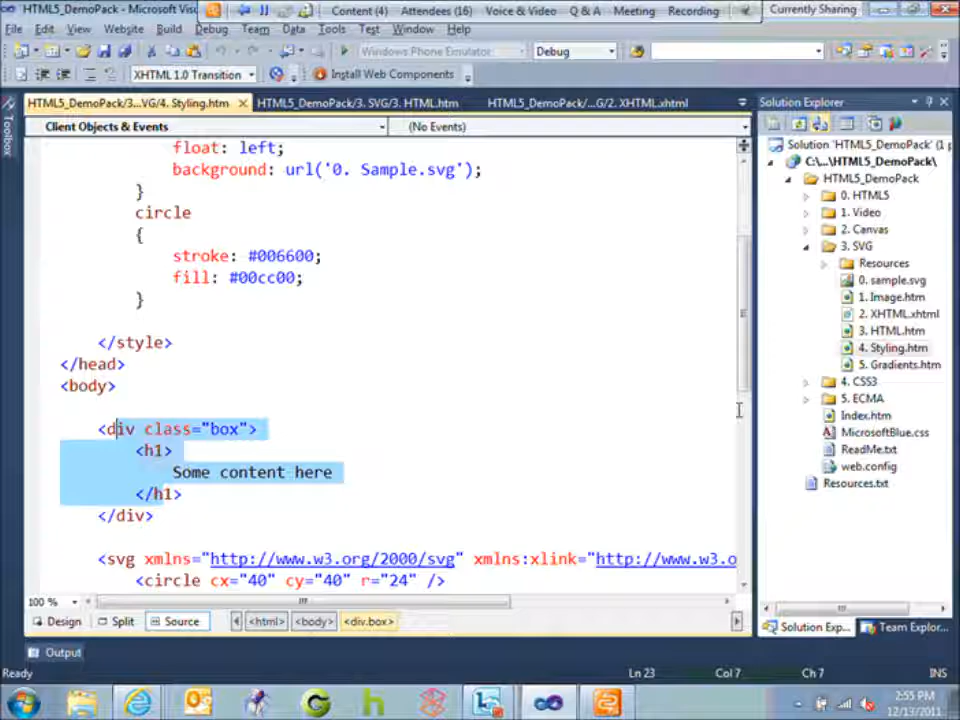 HTML5_DemoPack - Microsoft Visu
Content (4) Attendees (16) Voice & Video Q & A Meeting Recording
Currently Sharing
File Edit View Website Build Debug Team Data Tools Test Window Help
Windows Phone Emulator Debug
XHTML 1.0 Transition Install Web Components
HTML5_DemoPack/3...VG/4. Styling.htm HTML5_DemoPack/3. SVG/3. HTML.htm HTML5_DemoPack/...G/2. XHTML.xhtml
Toolbox
Client Objects & Events (No Events)
float: left;
background: url('0. Sample.svg');
}
circle
{
stroke: #006600;
fill: #00cc00;
}
</style>
</head>
<body>
<div class="box">
<h1>
Some content here
</h1>
</div>
<svg xmlns="http://www.w3.org/2000/svg" xmlns:xlink="http://www.w3.o
<circle cx="40" cy="40" r="24" />
100 %
Design Split Source <html> <body> <div.box>
Solution Explorer
Solution 'HTML5_DemoPack' (1 p
C:\...\HTML5_DemoPack\
HTML5_DemoPack
0. HTML5
1. Video
2. Canvas
3. SVG
Resources
0. sample.svg
1. Image.htm
2. XHTML.xhtml
3. HTML.htm
4. Styling.htm
5. Gradients.htm
4. CSS3
5. ECMA
Index.htm
MicrosoftBlue.css
ReadMe.txt
web.config
Resources.txt
Solution Exp... Team Explor...
Output
Ready Ln 23 Col 7 Ch 7 INS
2:55 PM
12/13/2011